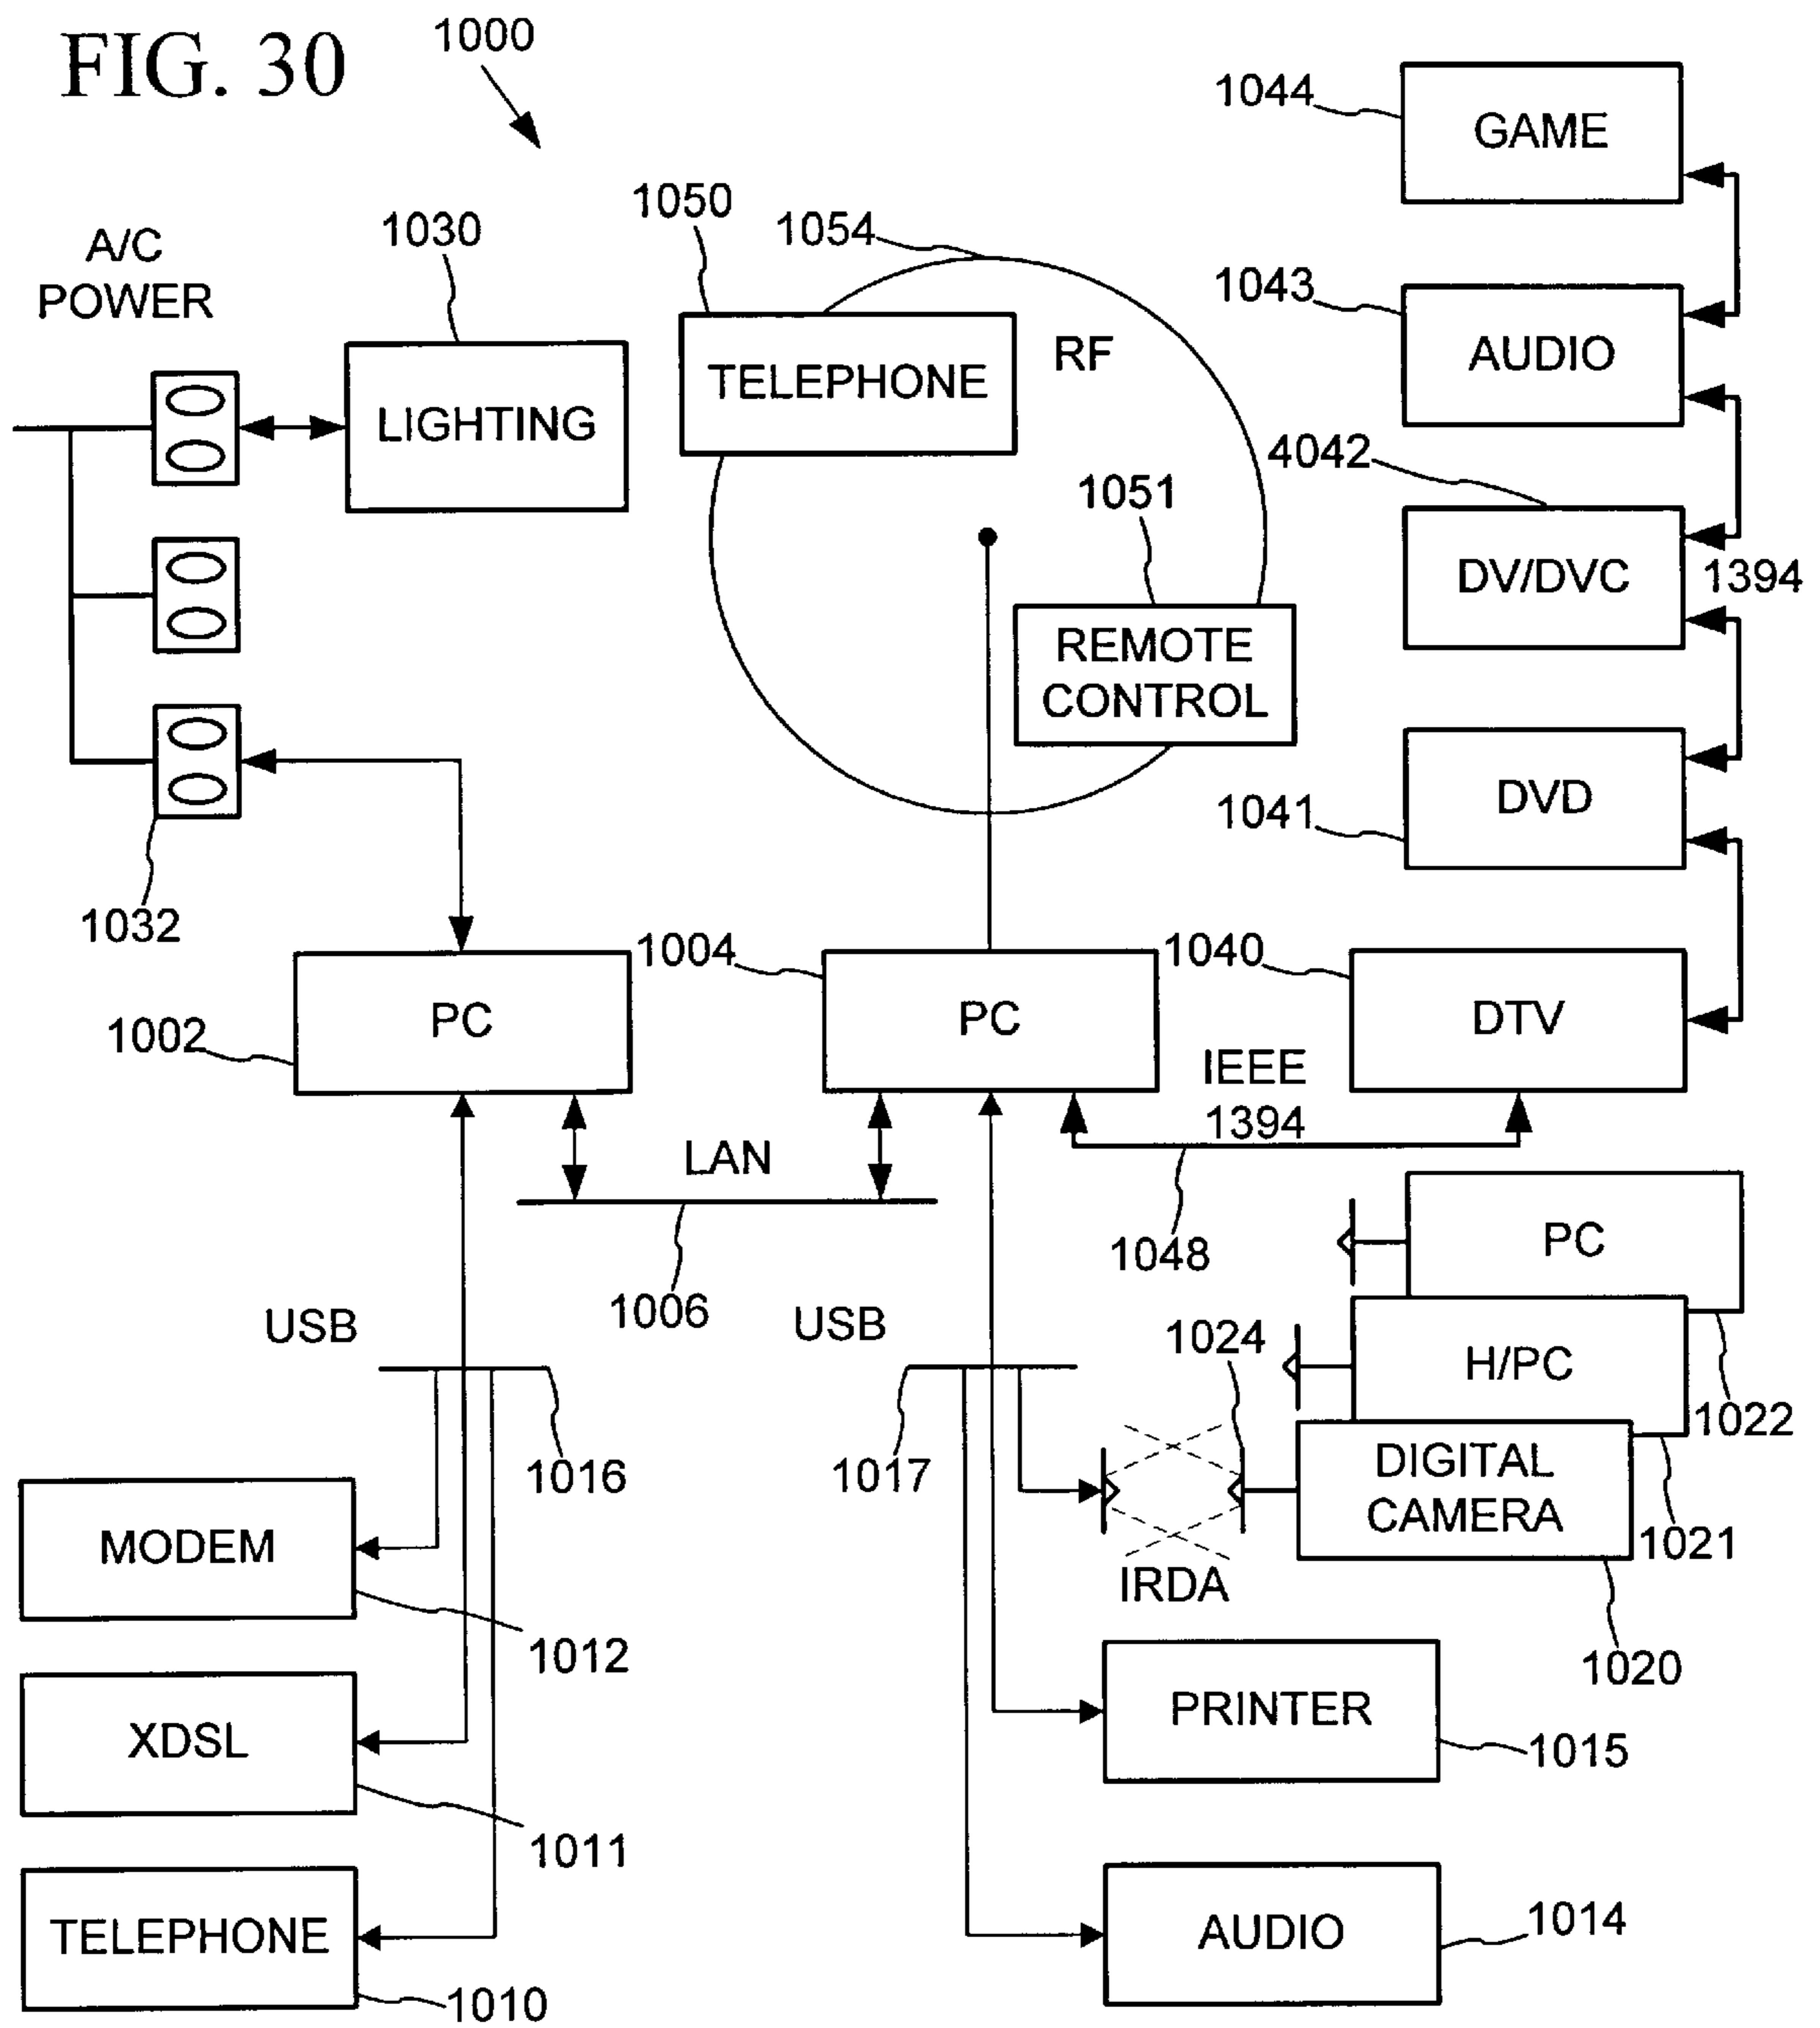 FIG. 30
1000
1044
GAME
1050
1054
1030
A/C
POWER
1043
AUDIO
RF
TELEPHONE
LIGHTING
4042
1051
DV/DVC
1394
REMOTE
CONTROL
DVD
1041
1032
1004
1040
PC
PC
DTV
1002
IEEE
1394
LAN
1048
PC
1006
USB
USB
1024
H/PC
1022
1016
1017
DIGITAL
CAMERA
1021
MODEM
IRDA
1012
1020
PRINTER
XDSL
1015
1011
1014
AUDIO
TELEPHONE
1010